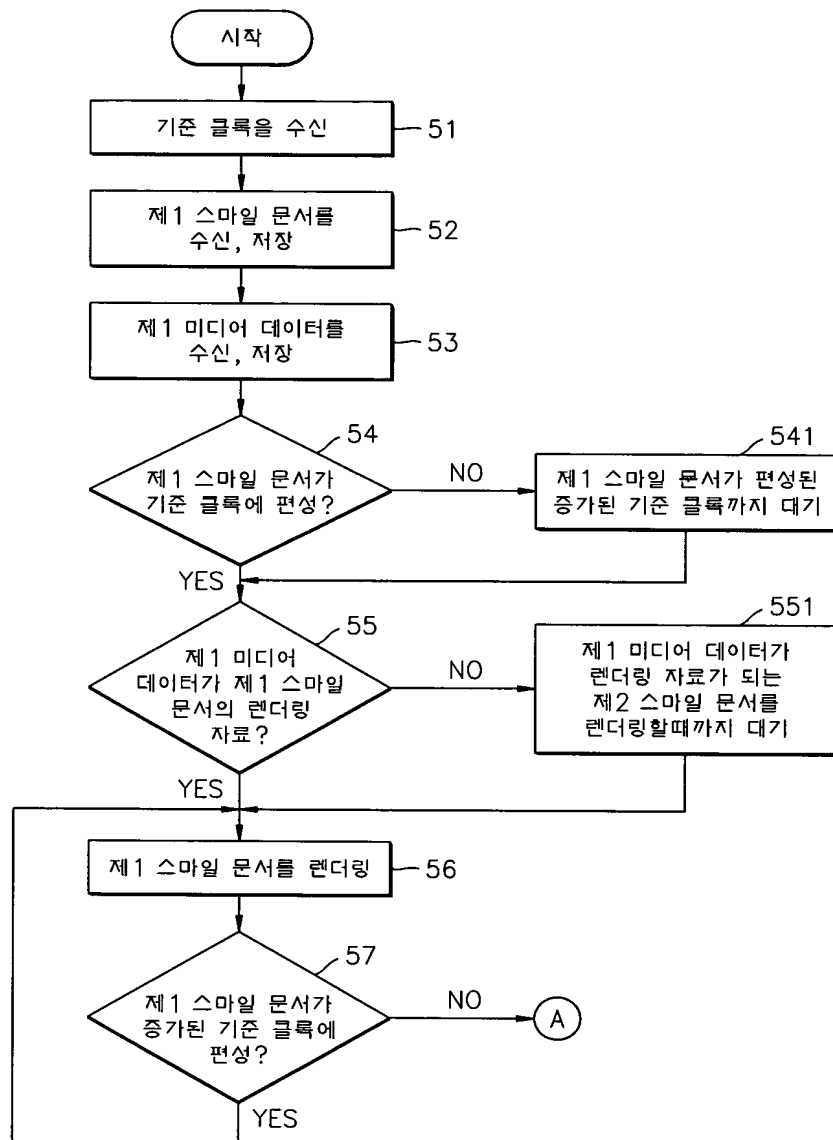 시작
기준 클록을 수신
51
제1 스마일 문서를
수신, 저장
52
제1 미디어 데이터를
수신, 저장
53
54
제1 스마일 문서가
기준 클록에 편성?
NO
541
제1 스마일 문서가 편성된
증가된 기준 클록까지 대기
YES
55
제1 미디어
데이터가 제1 스마일
문서의 렌더링
자료?
NO
551
제1 미디어 데이터가
렌더링 자료가 되는
제2 스마일 문서를
렌더링할때까지 대기
YES
제1 스마일 문서를 렌더링
56
57
제1 스마일 문서가
증가된 기준 클록에
편성?
NO
A
YES